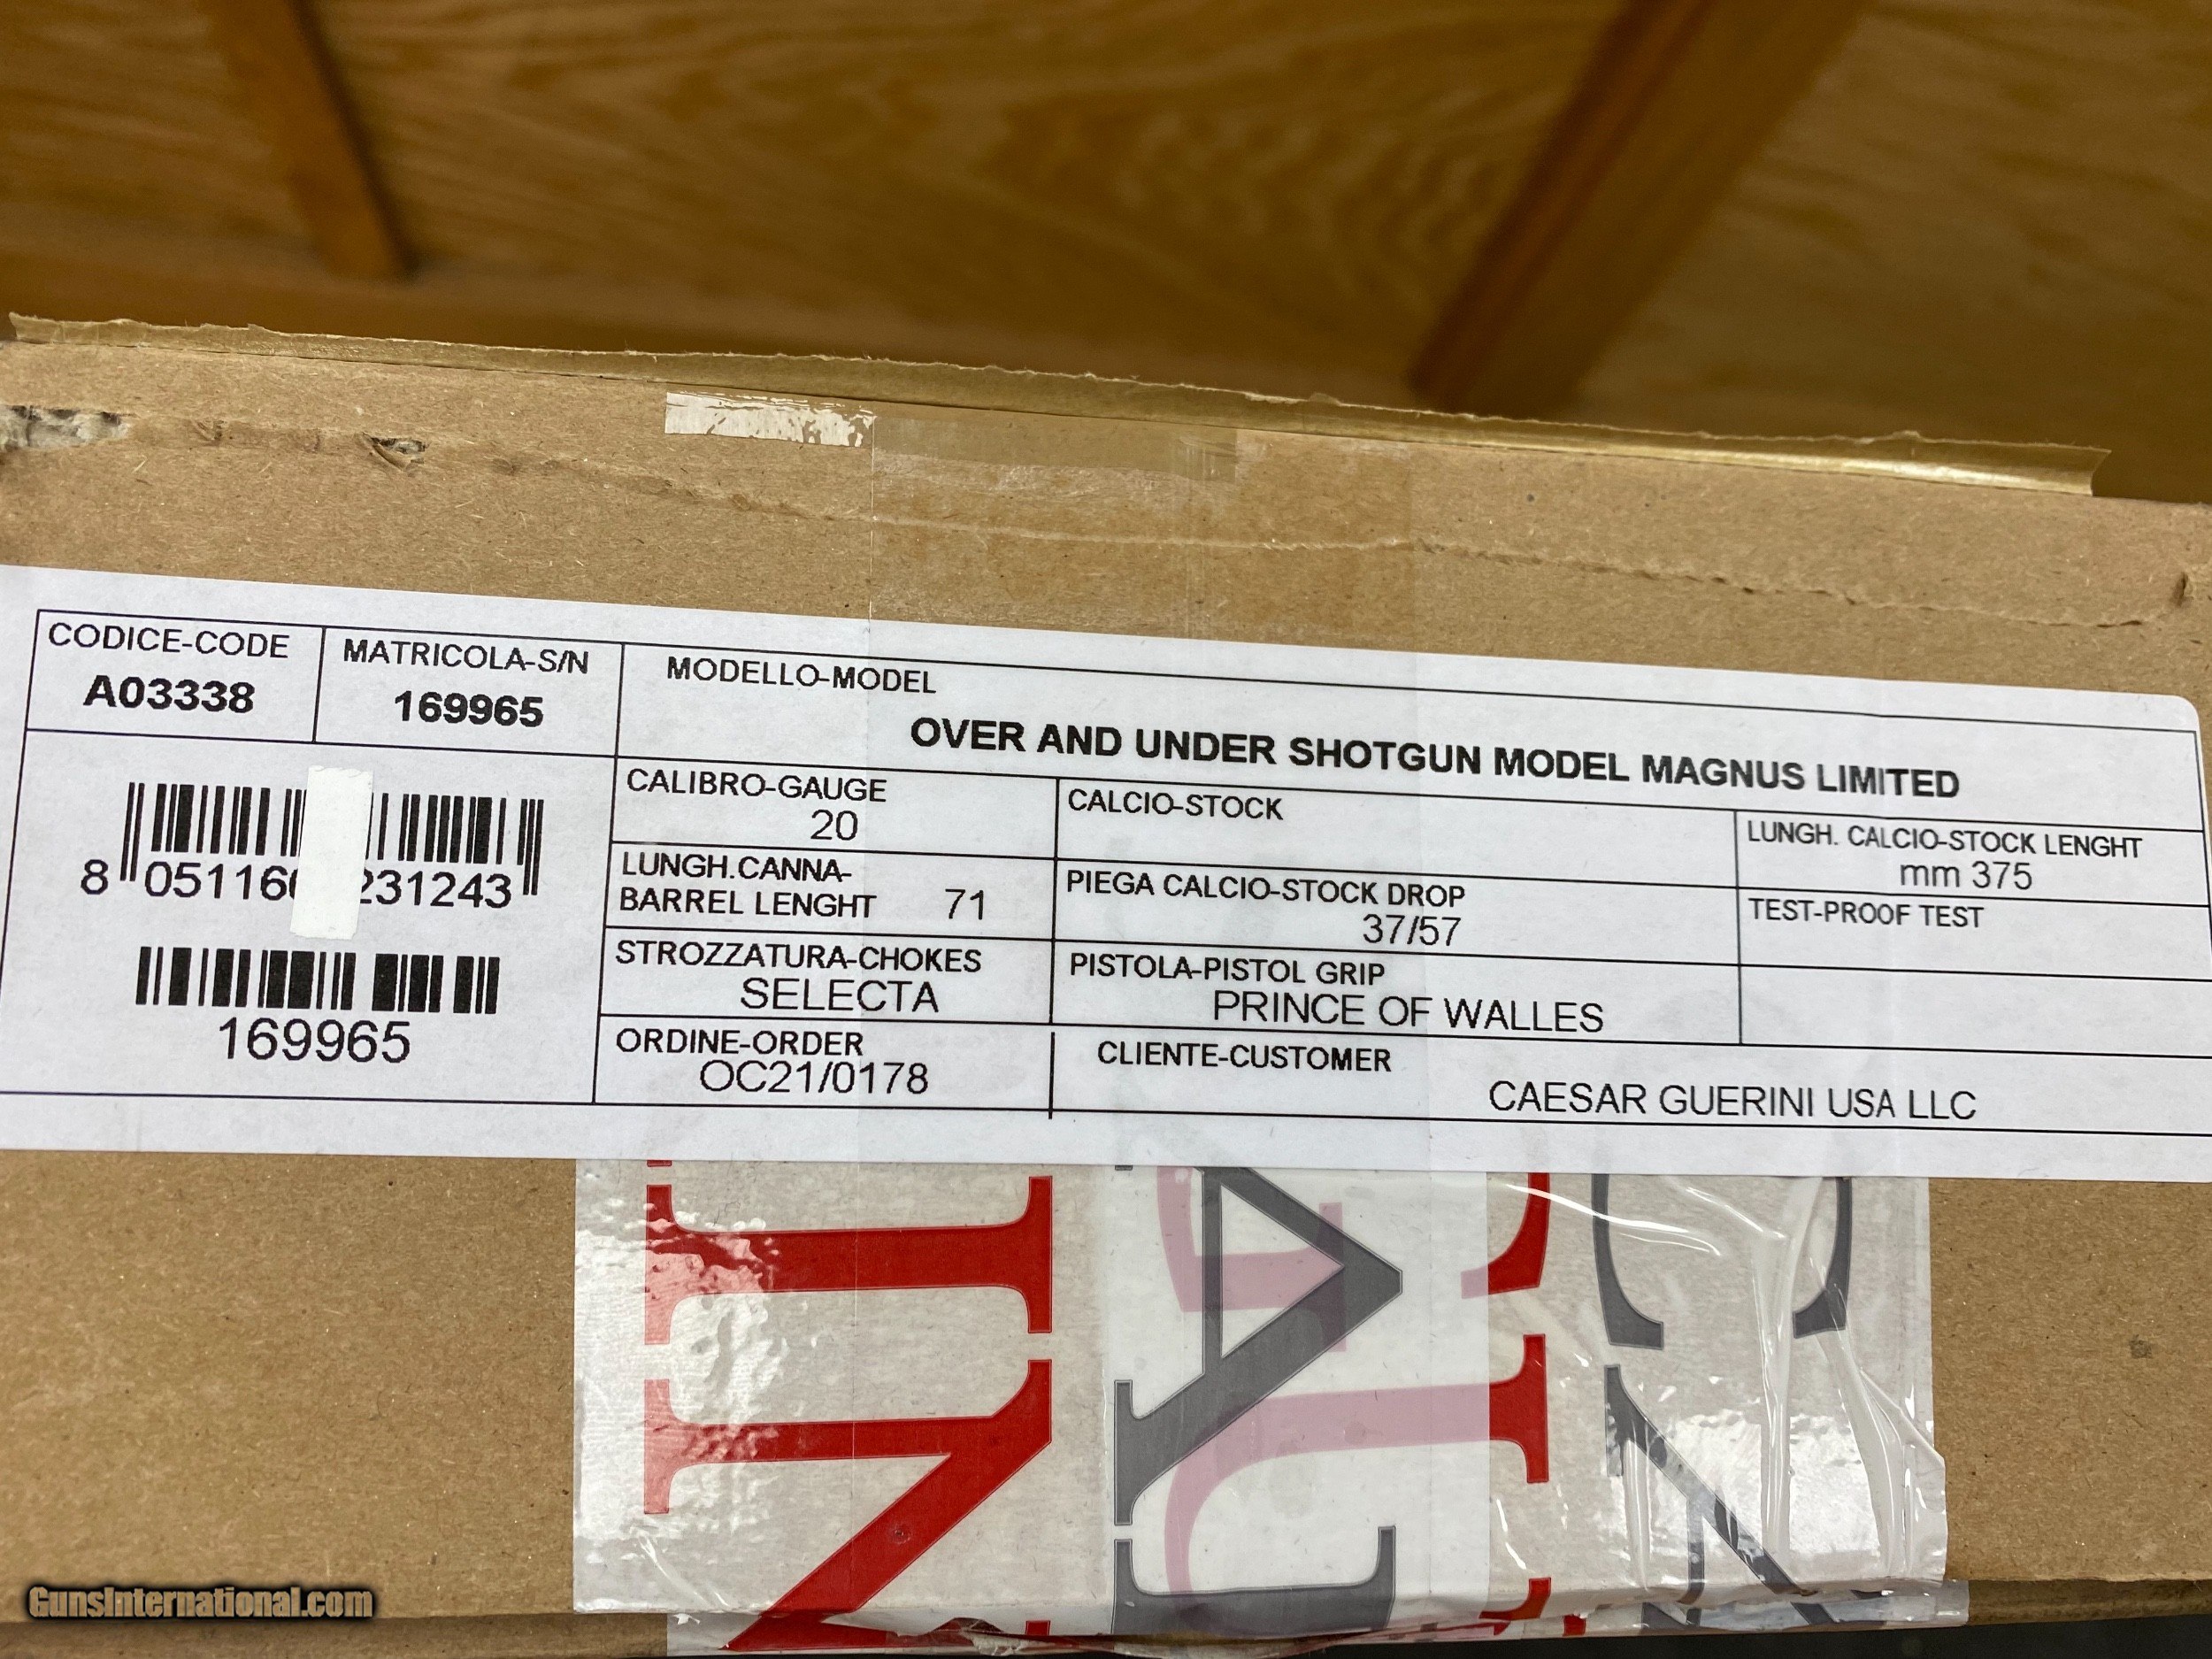 CODICE-CODE
A03338
MATRICOLA-S/N
169965
MODELLO-MODEL
OVER AND UNDER SHOTGUN MODEL MAGNUS LIMITED
8 051160 231243
169965
CALIBRO-GAUGE
20
CALCIO-STOCK
LUNGH. CALCIO-STOCK LENGHT
mm 375
LUNGH.CANNA-
BARREL LENGHT 71
PIEGA CALCIO-STOCK DROP
37/57
TEST-PROOF TEST
STROZZATURA-CHOKES
SELECTA
PISTOLA-PISTOL GRIP
PRINCE OF WALLES
ORDINE-ORDER
OC21/0178
CLIENTE-CUSTOMER
CAESAR GUERINI USA LLC
GunsInternational.com